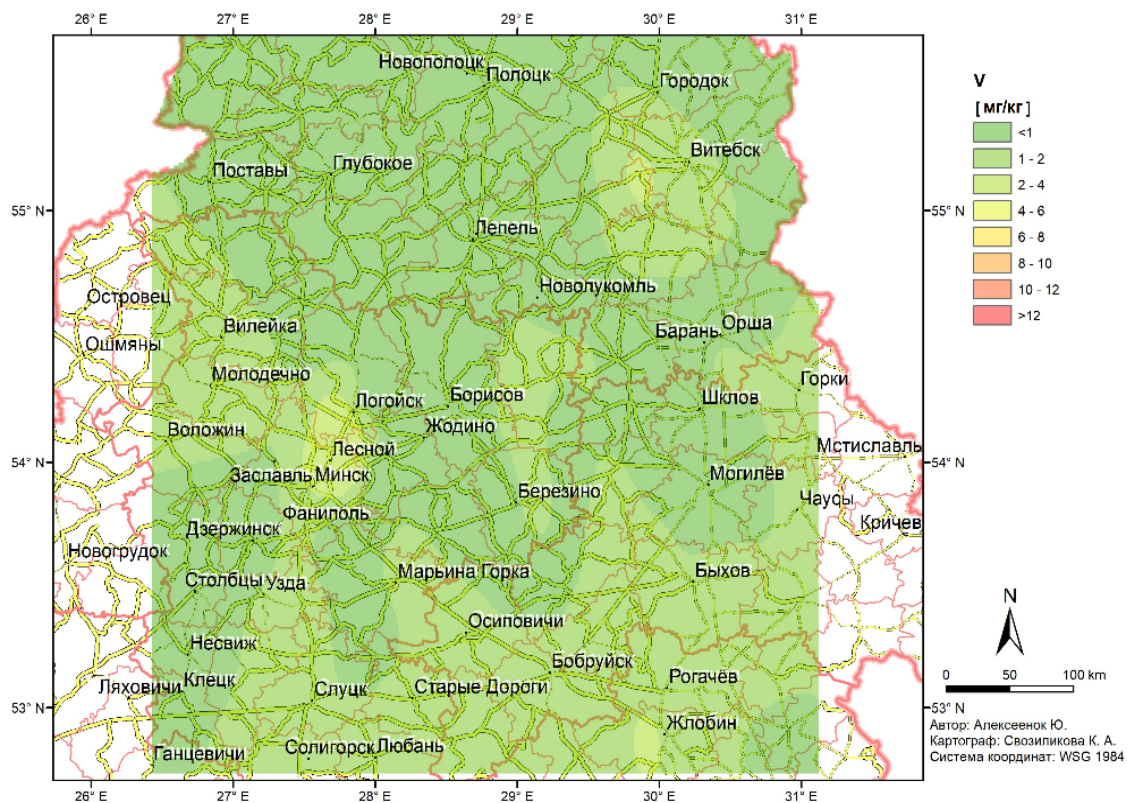 26° E 27° E 28° E 29° E 30° E 31° E
Новополоцк
Полоцк
Городок
Витебск
Поставы
Глубокое
55° N
55° N
Лепель
Новолукомль
Островец
Вилейка
Барань
Орша
Ошмяны
Молодечно
Горки
Логойск
Борисов
Шклов
Воложин
Жодино
Мстиславль
Лесной
54° N
54° N
Заславль
Минск
Могилёв
Березино
Чаусы
Фаниполь
Дзержинск
Кричев
Новогрудок
Марьина Горка
Быхов
Столбцы
Узда
Осиповичи
Несвиж
Бобруйск
Ляховичи
Клецк
Слуцк
Старые Дороги
Рогачёв
53° N
53° N
Жлобин
Ганцевичи
Солигорск
Любань
26° E 27° E 28° E 29° E 30° E 31° E
V
[ мг/кг ]
<1
1 - 2
2 - 4
4 - 6
6 - 8
8 - 10
10 - 12
>12
N
0 50 100 km
Автор: Алексеенок Ю.
Картограф: Свозиликова К. А.
Система координат: WSG 1984